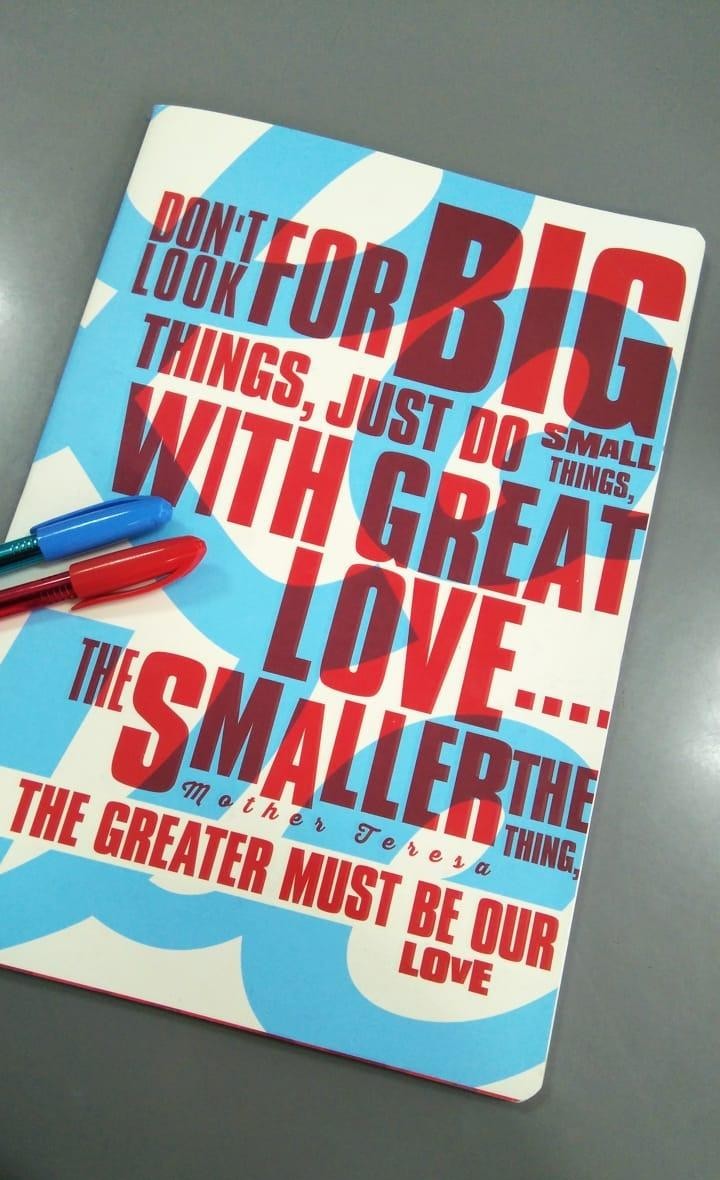 DON'T
LOOK FOR BIG
THINGS, JUST DO SMALL
THINGS,
WITH GREAT
LOVE....
THE SMALLER THE
THING,
Mother Teresa
THE GREATER MUST BE OUR
LOVE